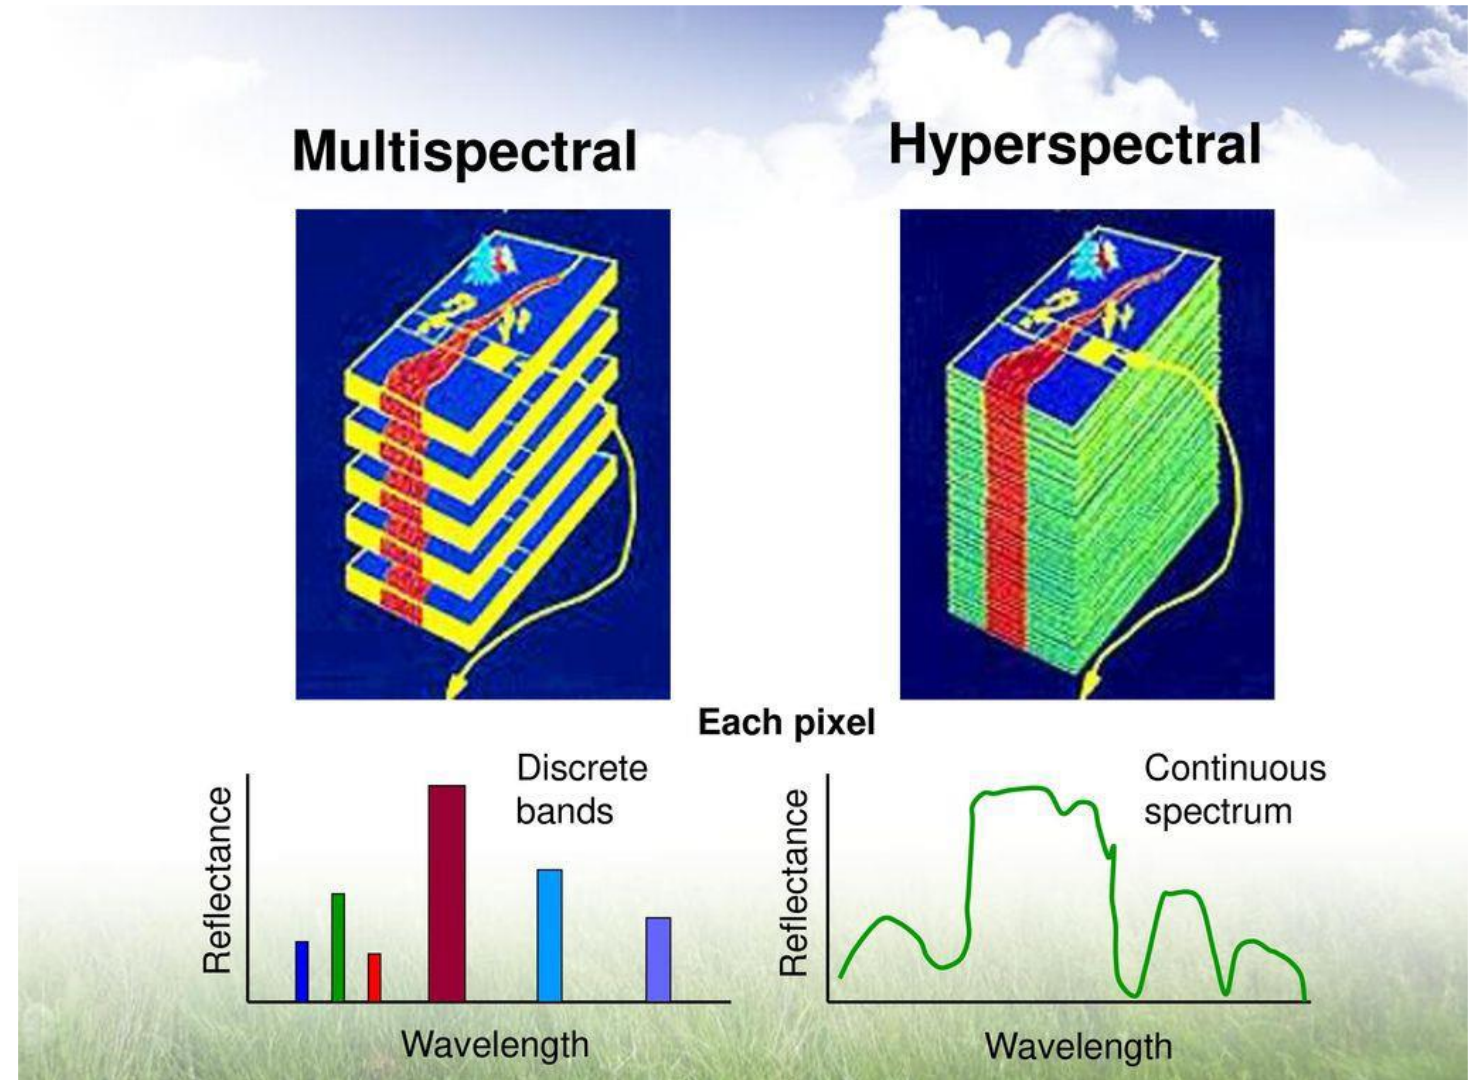 Multispectral
Hyperspectral
Each pixel
Discrete
bands
Reflectance
Wavelength
Continuous
spectrum
Reflectance
Wavelength